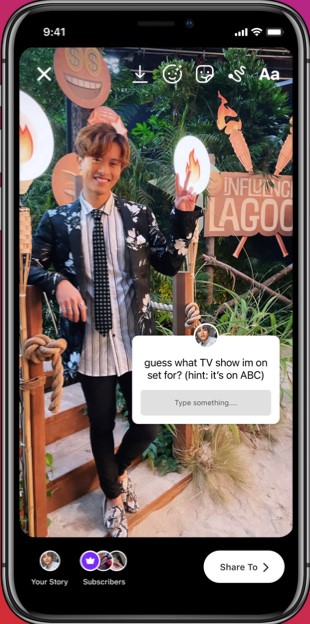 9:41
Aa
INFLUENC
LAGOO
guess what TV show im on
set for? (hint: it's on ABC)
Type something....
Your Story
Subscribers
Share To